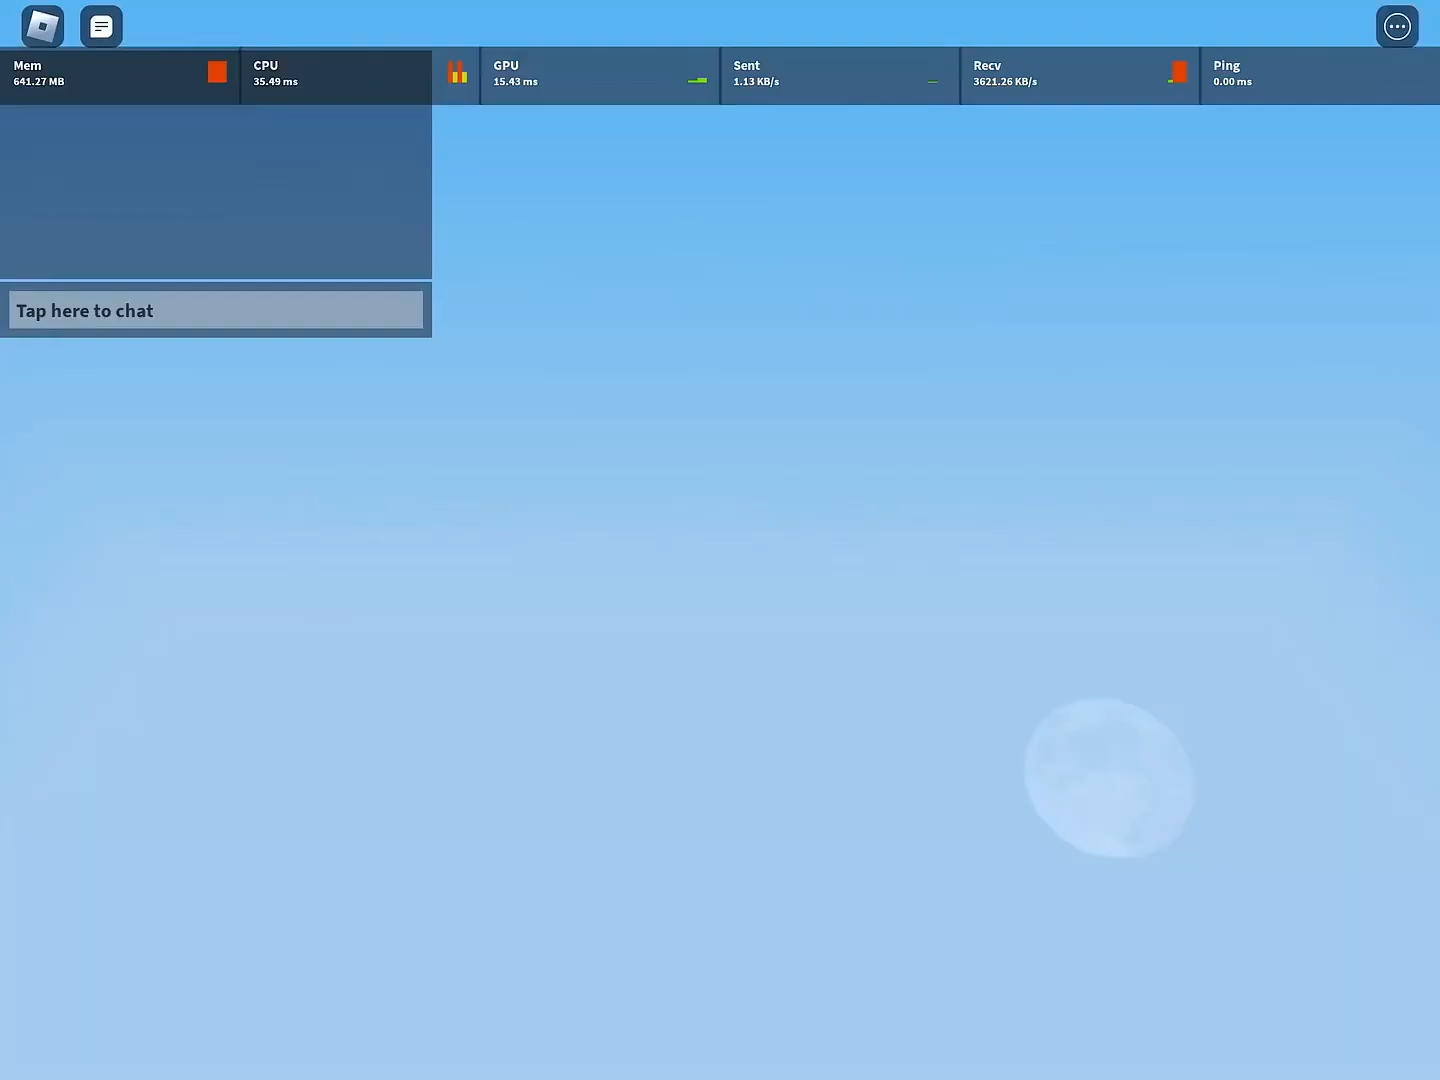 Mem
641.27 MB
CPU
35.49 ms
GPU
15.43 ms
Sent
1.13 KB/s
Recv
3621.26 KB/s
Ping
0.00 ms
Tap here to chat